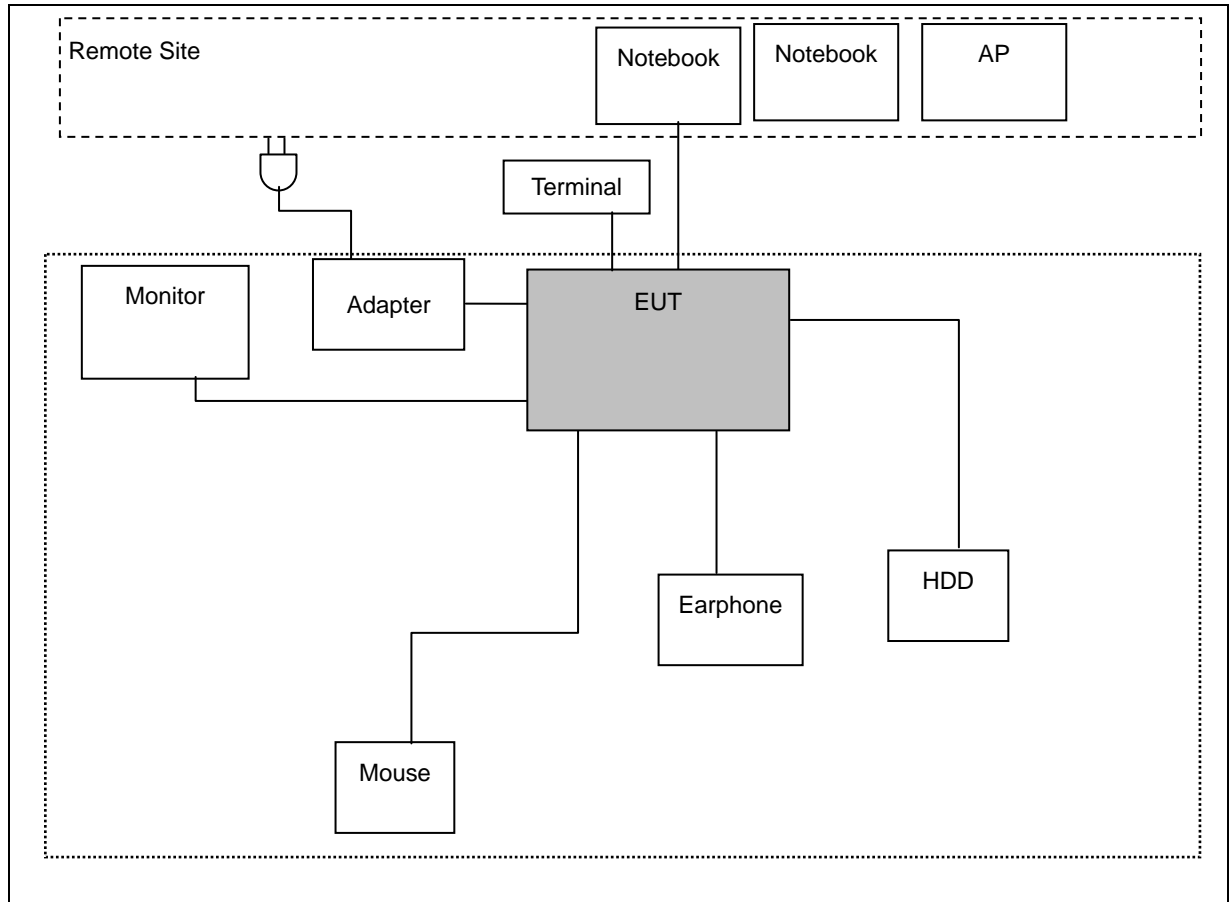 Remote Site
Notebook
Notebook
AP
Terminal
Monitor
Adapter
EUT
HDD
Earphone
Mouse